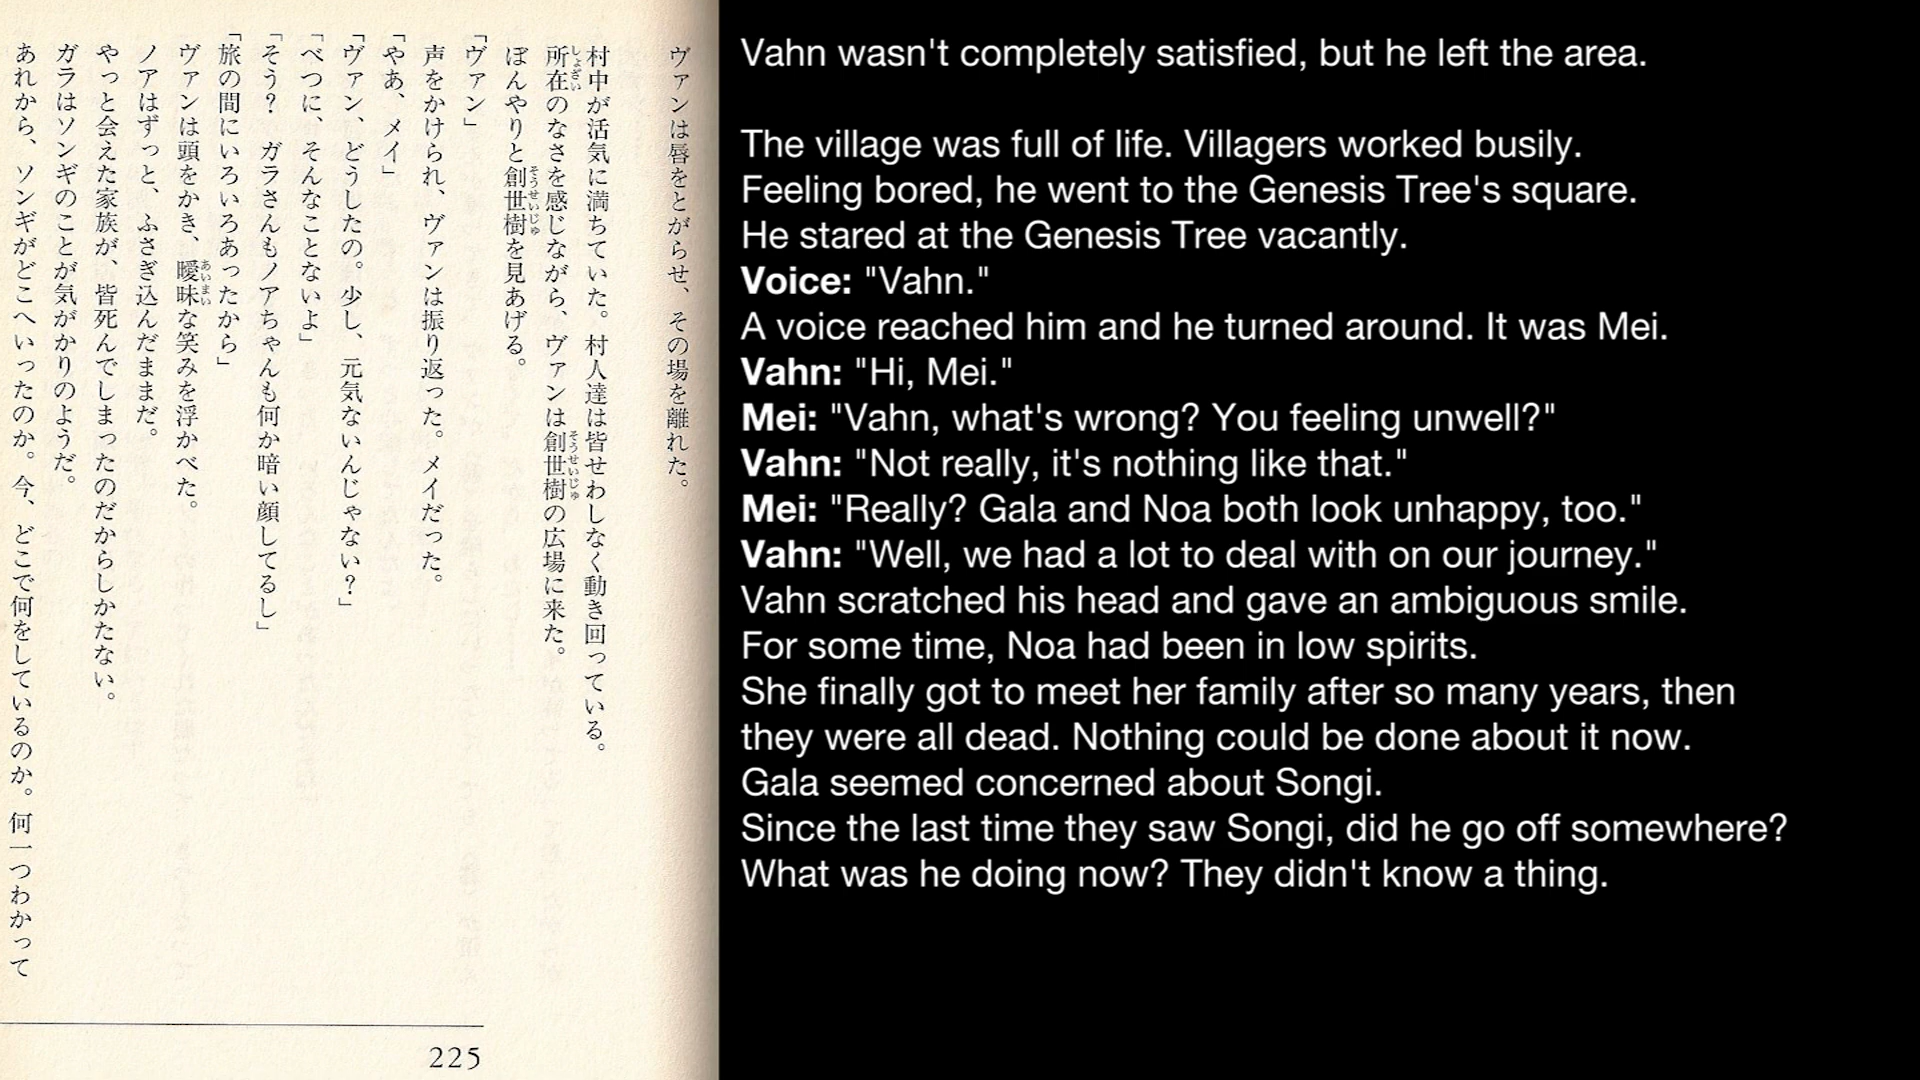 ヴァンは唇をとがらせ、その場を離れた。
村中が活気に満ちていた。村人達は皆せわしなく動き回っている。
所在のなさを感じながら、ヴァンは創世樹の広場に来た。
ぼんやりと創世樹を見あげる。
「ヴァン」
声をかけられ、ヴァンは振り返った。メイだった。
「やあ、メイ」
「ヴァン、どうしたの。少し、元気ないんじゃない？」
「べつに、そんなことないよ」
「そう？　ガラさんもノアちゃんも何か暗い顔してるし」
「旅の間にいろいろあったから」
ヴァンは頭をかき、曖昧な笑みを浮かべた。
ノアはずっと、ふさぎ込んだままだ。
やっと会えた家族が、皆死んでしまったのだからしかたない。
ガラはソンギのことが気がかりのようだ。
あれから、ソンギがどこへいったのか。今、どこで何をしているのか。何一つわかって
225
Vahn wasn't completely satisfied, but he left the area.
The village was full of life. Villagers worked busily.
Feeling bored, he went to the Genesis Tree's square.
He stared at the Genesis Tree vacantly.
Voice: "Vahn."
A voice reached him and he turned around. It was Mei.
Vahn: "Hi, Mei."
Mei: "Vahn, what's wrong? You feeling unwell?"
Vahn: "Not really, it's nothing like that."
Mei: "Really? Gala and Noa both look unhappy, too."
Vahn: "Well, we had a lot to deal with on our journey."
Vahn scratched his head and gave an ambiguous smile.
For some time, Noa had been in low spirits.
She finally got to meet her family after so many years, then
they were all dead. Nothing could be done about it now.
Gala seemed concerned about Songi.
Since the last time they saw Songi, did he go off somewhere?
What was he doing now? They didn't know a thing.